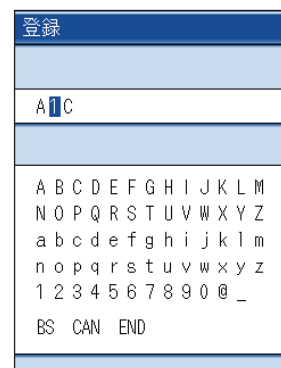 登録
A1C
A B C D E F G H I J K L M
N O P Q R S T U V W X Y Z
a b c d e f g h i j k l m
n o p q r s t u v w x y z
1 2 3 4 5 6 7 8 9 0 @ _
BS CAN END